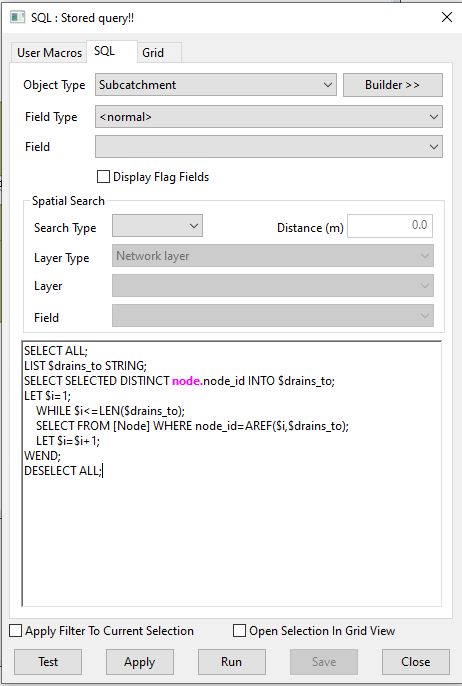 SQL : Stored query!!
User Macros SQL Grid
Object Type Subcatchment Builder >>
Field Type <normal>
Field
Display Flag Fields
Spatial Search
Search Type Distance (m) 0.0
Layer Type Network layer
Layer
Field
SELECT ALL;
LIST $drains_to STRING;
SELECT SELECTED DISTINCT node.node_id INTO $drains_to;
LET $i=1;
WHILE $i<=LEN($drains_to);
SELECT FROM [Node] WHERE node_id=AREF($i,$drains_to);
LET $i=$i+1;
WEND;
DESELECT ALL;
Apply Filter To Current Selection Open Selection In Grid View
Test Apply Run Save Close